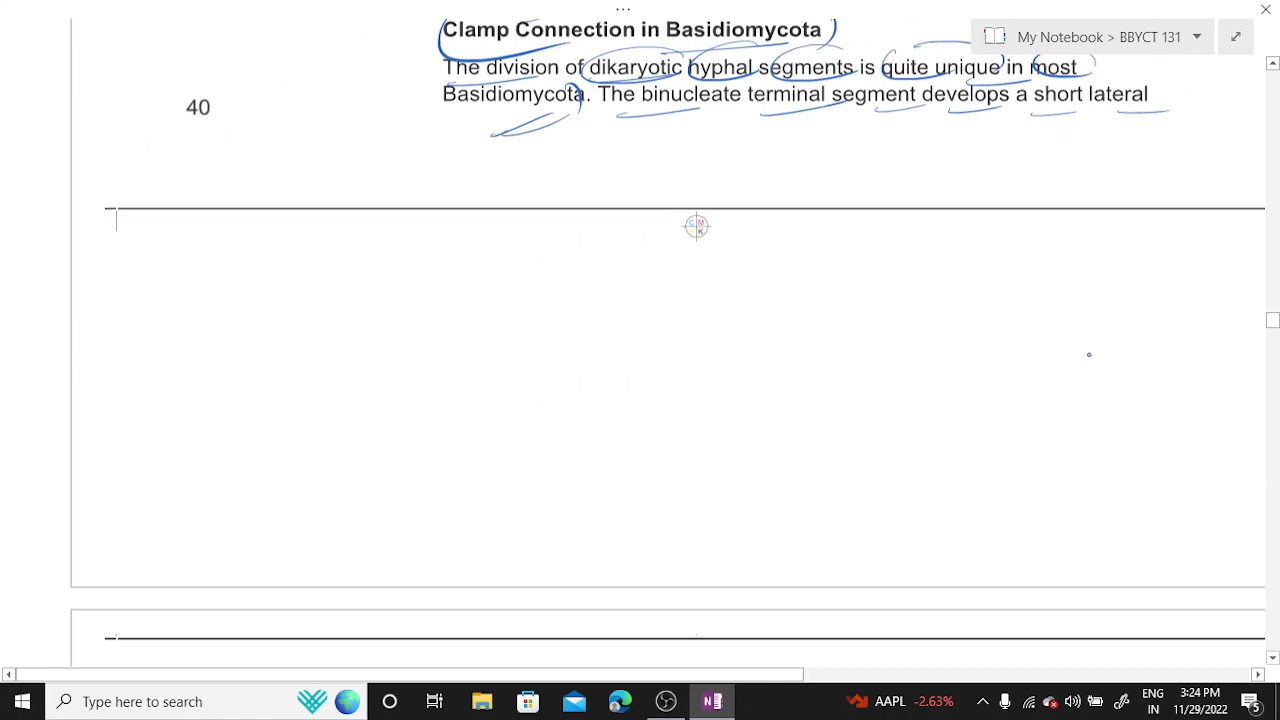 ...
Clamp Connection in Basidiomycota
My Notebook > BBYCT 131
The division of dikaryotic hyphal segments is quite unique in most
Basidiomycota. The binucleate terminal segment develops a short lateral
40
C M
Y K
Type here to search
AAPL -2.63%
ENG
IN
3:24 PM
11/29/2022
5